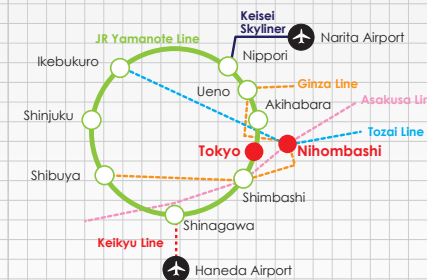 Keisei
Skyliner
JR Yamanote Line
Narita Airport
Nippori
Ikebukuro
Ueno
Ginza Line
Akihabara
Asakusa
Shinjuku
Tozai Line
Tokyo
Nihombashi
Shibuya
Shimbashi
Shinagawa
Keikyu Line
Haneda Airport